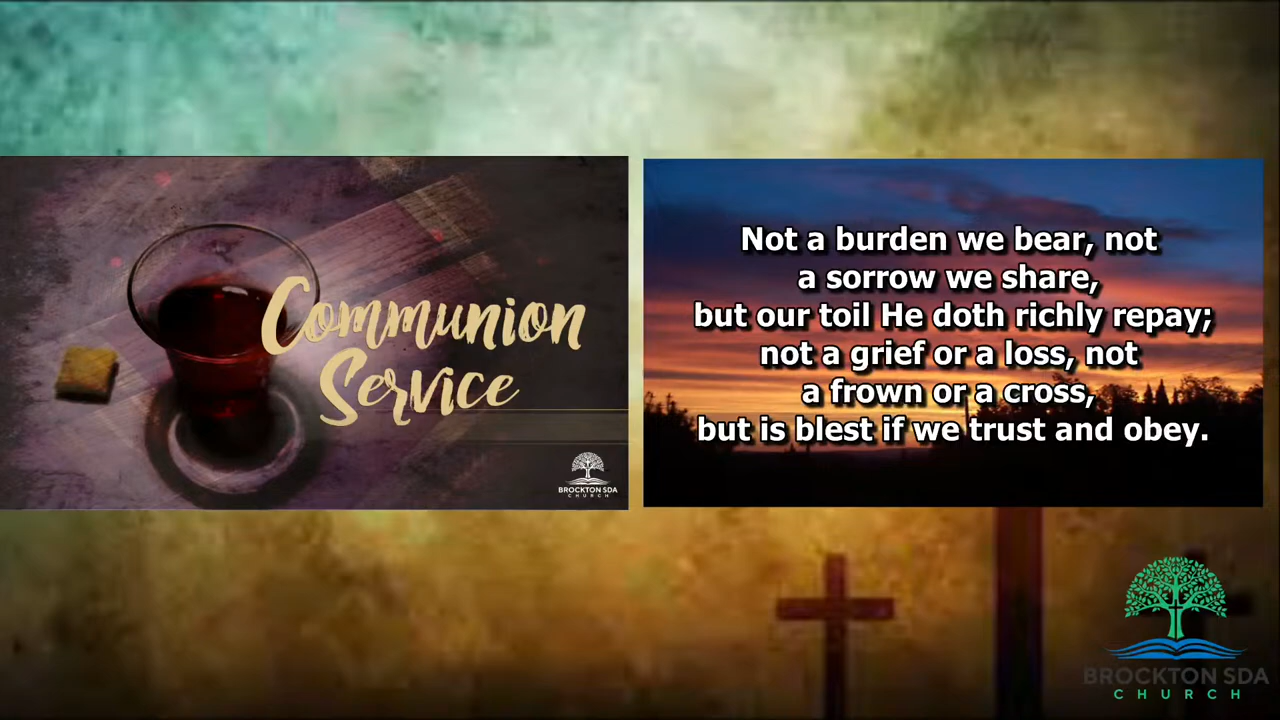 Communion
Service
BROCKTON SDA
CHURCH
Not a burden we bear, not
a sorrow we share,
but our toil He doth richly repay;
not a grief or a loss, not
a frown or a cross,
but is blest if we trust and obey.
BROCKTON SDA
CHURCH